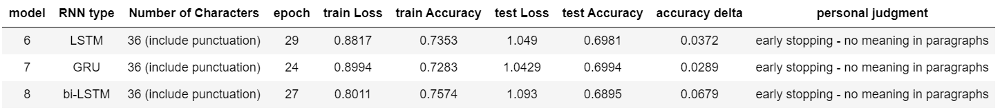 model RNN type Number of Characters epoch train Loss train Accuracy test Loss test Accuracy accuracy delta personal judgment
6 LSTM 36 (include punctuation) 29 0.8817 0.7353 1.049 0.6981 0.0372 early stopping - no meaning in paragraphs
7 GRU 36 (include punctuation) 24 0.8994 0.7283 1.0429 0.6994 0.0289 early stopping - no meaning in paragraphs
8 bi-LSTM 36 (include punctuation) 27 0.8011 0.7574 1.093 0.6895 0.0679 early stopping - no meaning in paragraphs